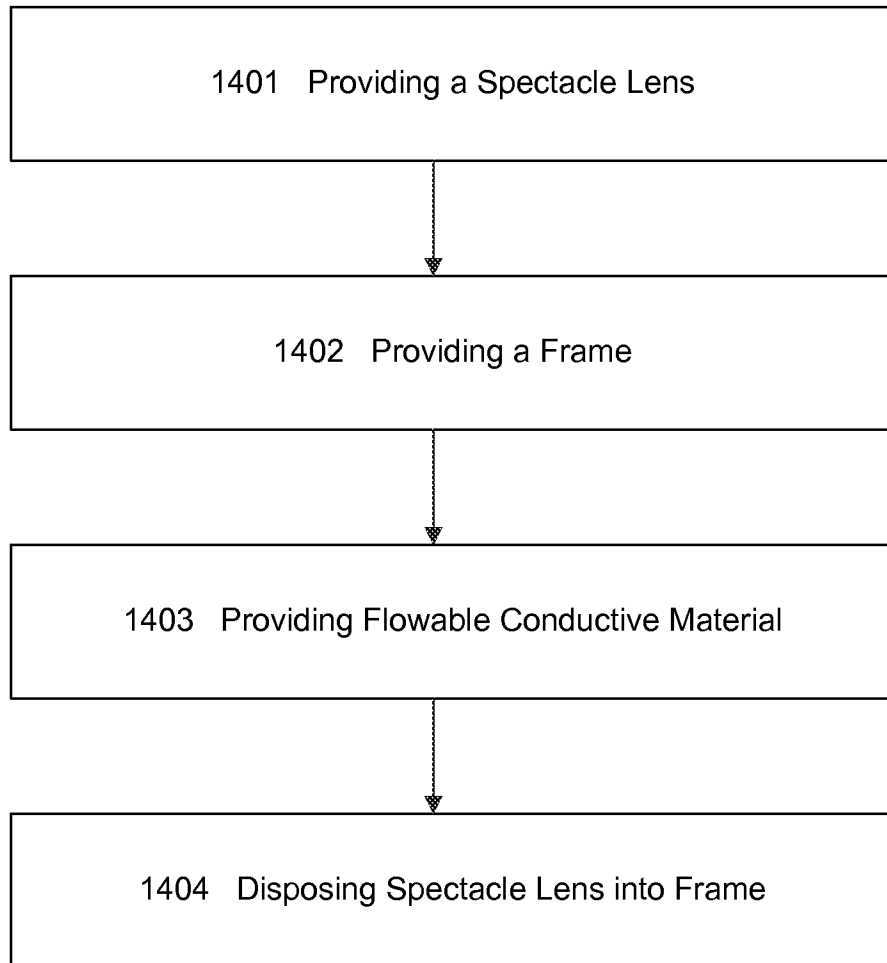 1401 Providing a Spectacle Lens
1402 Providing a Frame
1403 Providing Flowable Conductive Material
1404 Disposing Spectacle Lens into Frame